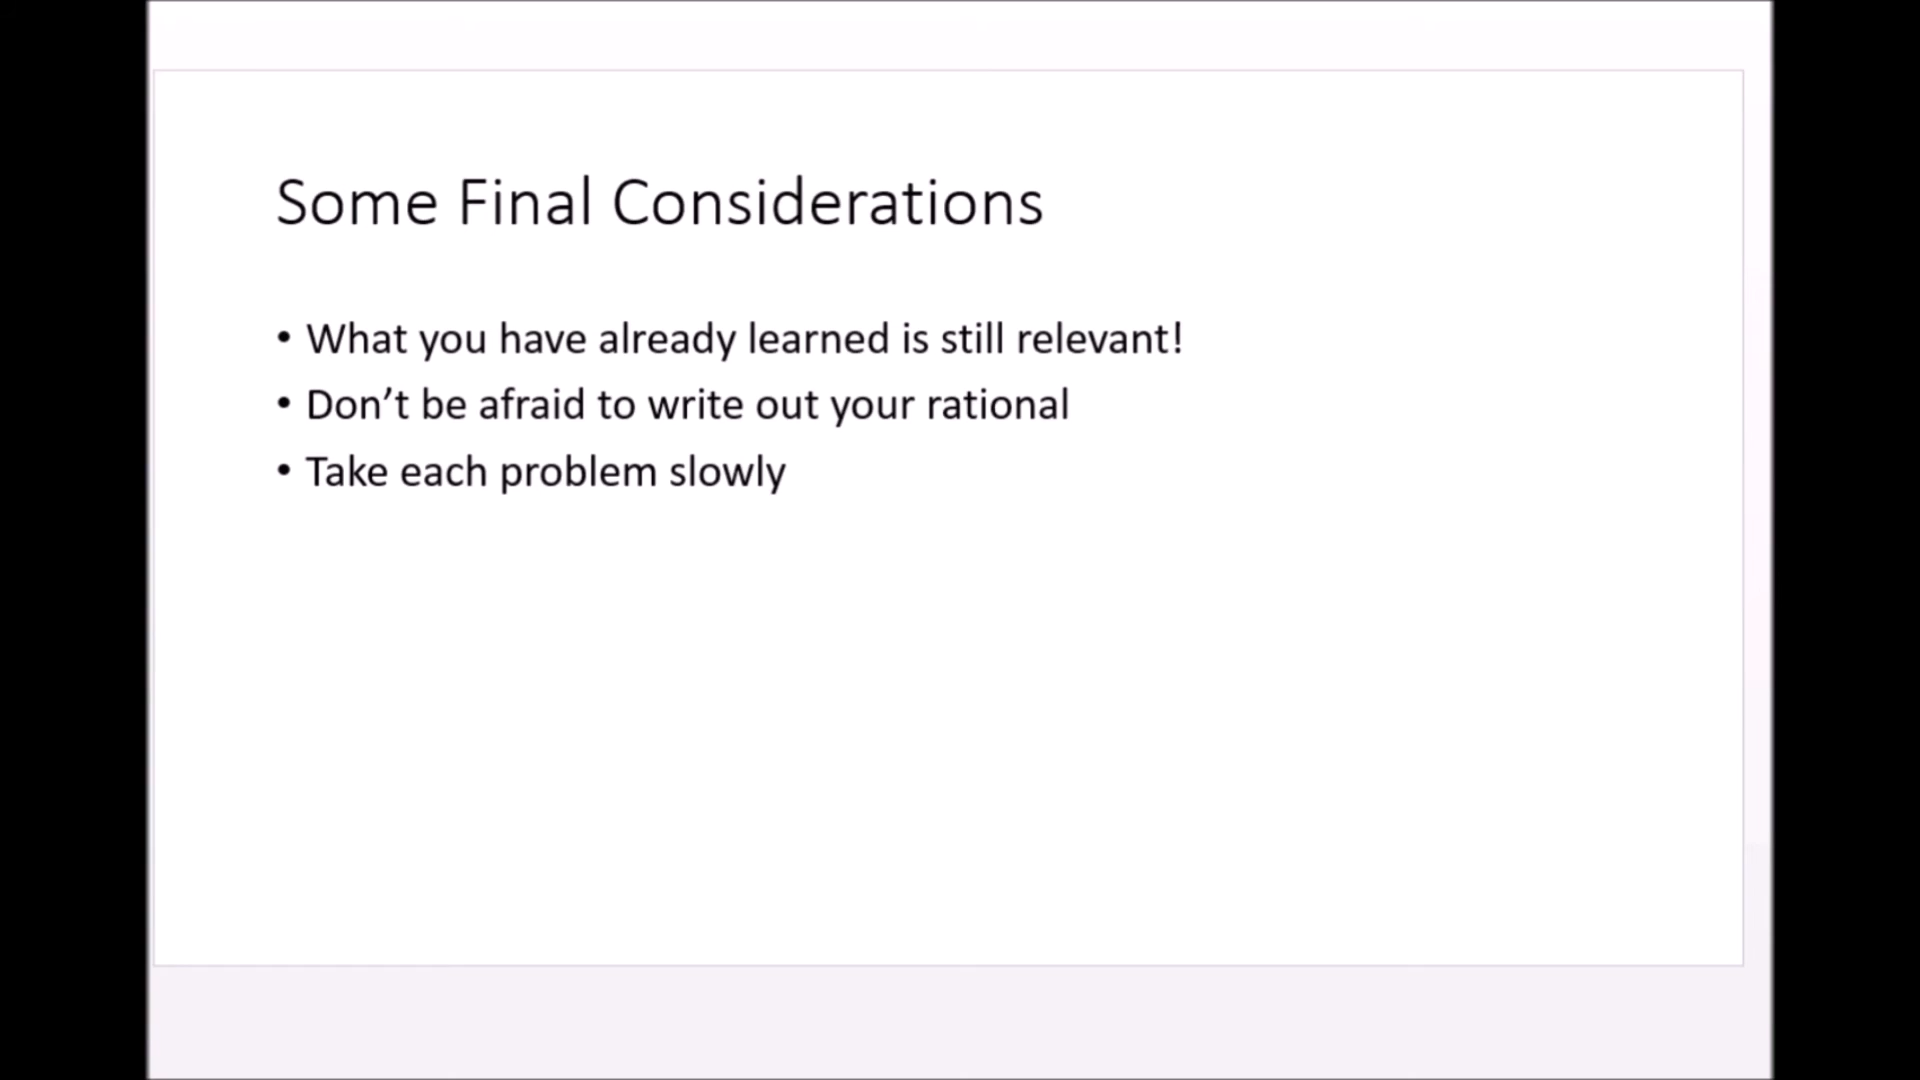 Some Final Considerations
• What you have already learned is still relevant!
• Don’t be afraid to write out your rational
• Take each problem slowly